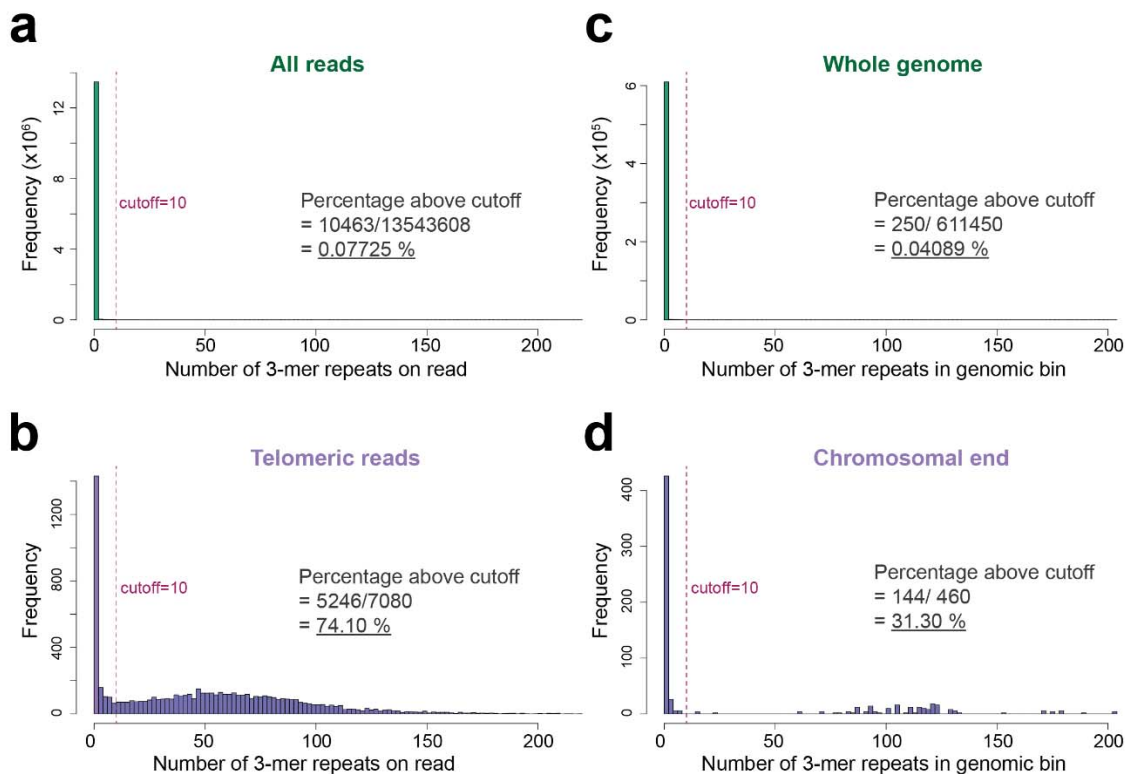 a
All reads
Frequency (x10⁶)
12
8
4
0
cutoff=10
Percentage above cutoff
= 10463/13543608
= 0.07725 %
0 50 100 150 200
Number of 3-mer repeats on read
c
Whole genome
Frequency (x10⁵)
6
4
2
0
cutoff=10
Percentage above cutoff
= 250/ 611450
= 0.04089 %
0 50 100 150 200
Number of 3-mer repeats in genomic bin
b
Telomeric reads
Frequency
1200
800
400
0
cutoff=10
Percentage above cutoff
= 5246/7080
= 74.10 %
0 50 100 150 200
Number of 3-mer repeats on read
d
Chromosomal end
Frequency
400
300
200
100
0
cutoff=10
Percentage above cutoff
= 144/ 460
= 31.30 %
0 50 100 150 200
Number of 3-mer repeats in genomic bin